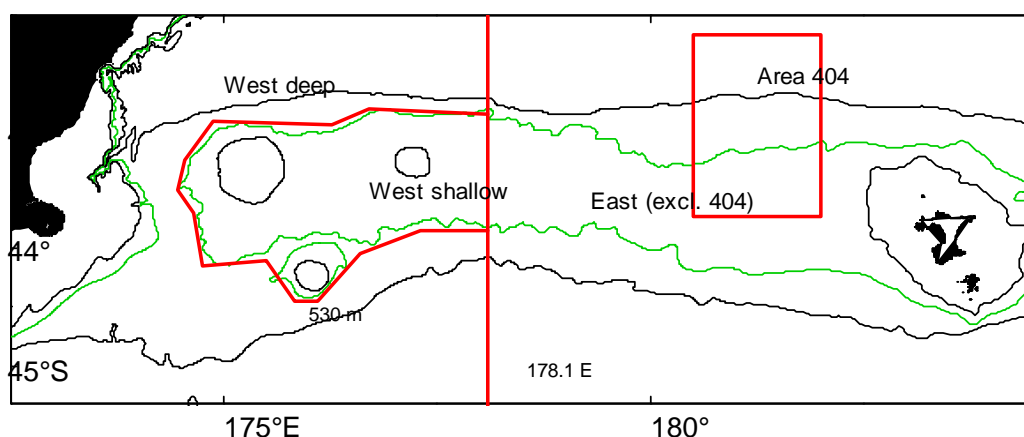 Area 404
West deep
West shallow
East (excl. 404)
44°
530 m
45°S
178.1 E
175°E
180°